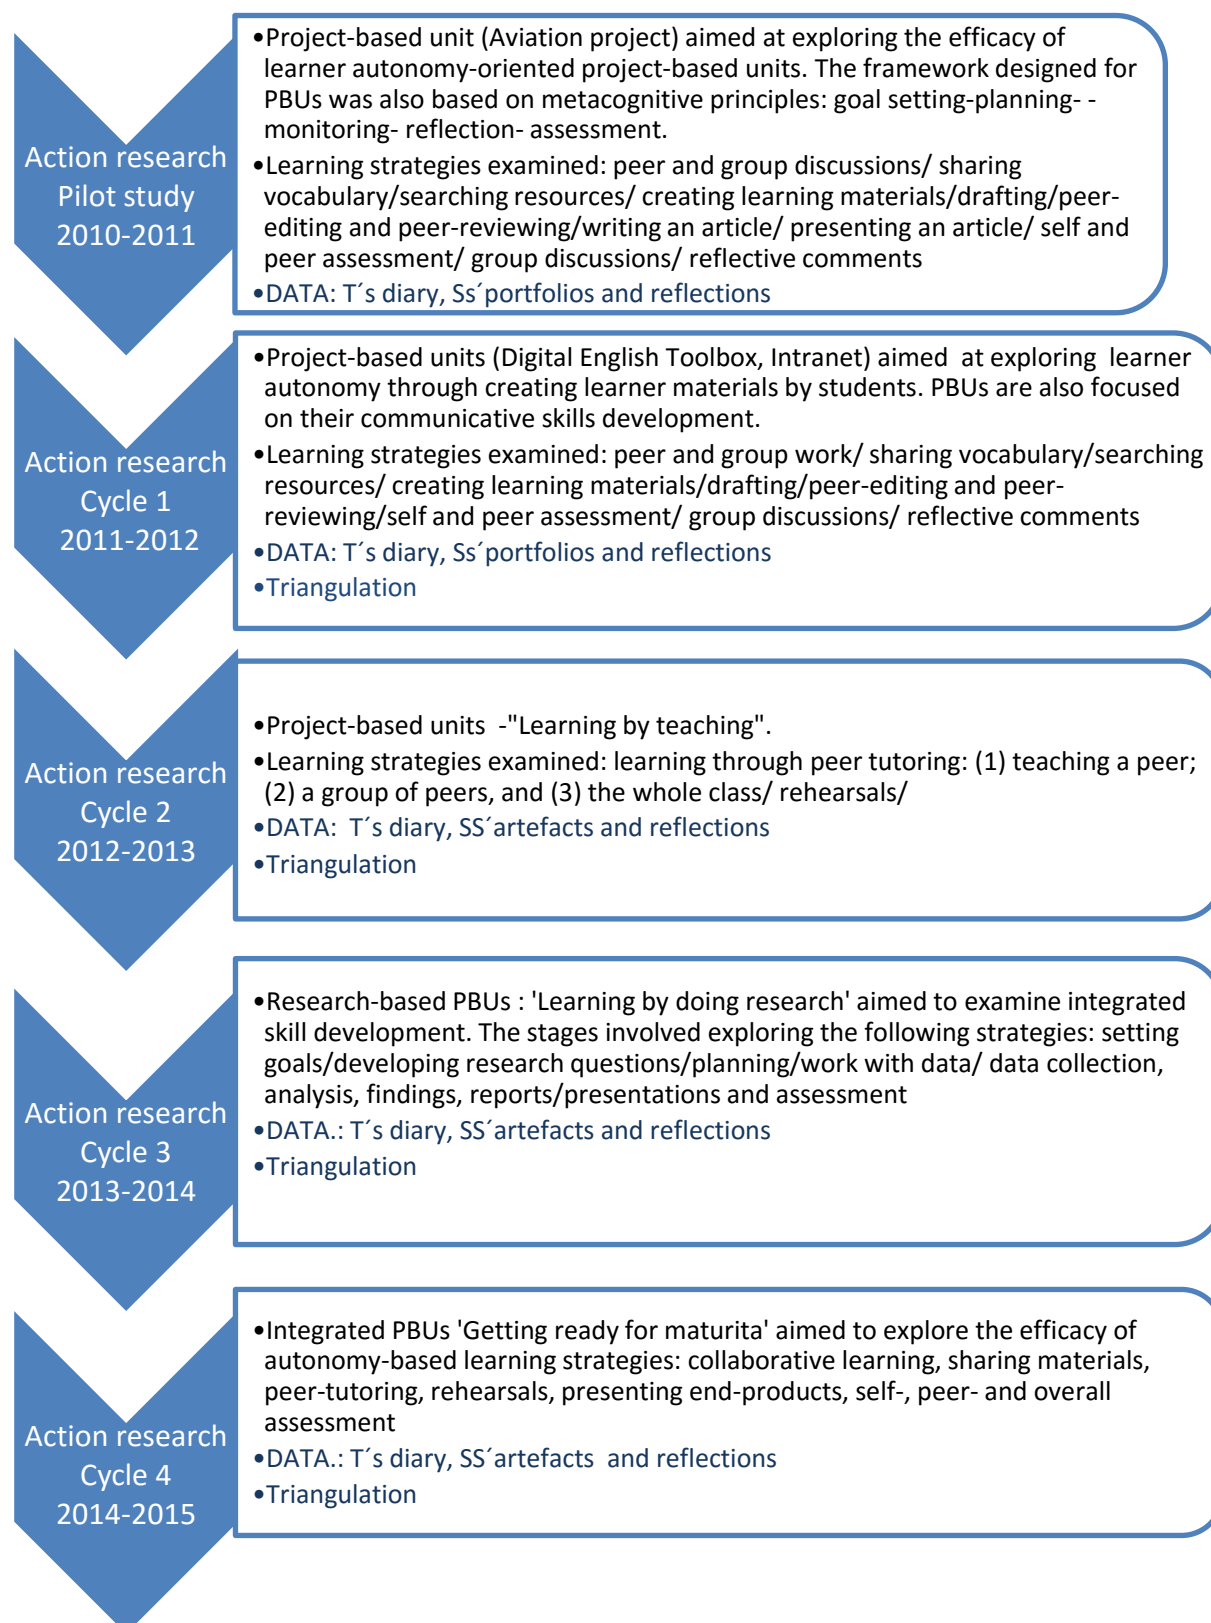 Action research
Pilot study
2010-2011
•Project-based unit (Aviation project) aimed at exploring the efficacy of
learner autonomy-oriented project-based units. The framework designed for
PBUs was also based on metacognitive principles: goal setting-planning- -
monitoring- reflection- assessment.
•Learning strategies examined: peer and group discussions/ sharing
vocabulary/searching resources/ creating learning materials/drafting/peer-
editing and peer-reviewing/writing an article/ presenting an article/ self and
peer assessment/ group discussions/ reflective comments
•DATA: T´s diary, Ss´portfolios and reflections
Action research
Cycle 1
2011-2012
•Project-based units (Digital English Toolbox, Intranet) aimed  at exploring  learner
autonomy through creating learner materials by students. PBUs are also focused
on their communicative skills development.
•Learning strategies examined: peer and group work/ sharing vocabulary/searching
resources/ creating learning materials/drafting/peer-editing and peer-
reviewing/self and peer assessment/ group discussions/ reflective comments
•DATA: T´s diary, Ss´portfolios and reflections
•Triangulation
Action research
Cycle 2
2012-2013
•Project-based units  -"Learning by teaching".
•Learning strategies examined: learning through peer tutoring: (1) teaching a peer;
(2) a group of peers, and (3) the whole class/ rehearsals/
•DATA:  T´s diary, SS´artefacts and reflections
•Triangulation
Action research
Cycle 3
2013-2014
•Research-based PBUs : 'Learning by doing research' aimed to examine integrated
skill development. The stages involved exploring the following strategies: setting
goals/developing research questions/planning/work with data/ data collection,
analysis, findings, reports/presentations and assessment
•DATA.: T´s diary, SS´artefacts and reflections
•Triangulation
Action research
Cycle 4
2014-2015
•Integrated PBUs 'Getting ready for maturita' aimed to explore the efficacy of
autonomy-based learning strategies: collaborative learning, sharing materials,
peer-tutoring, rehearsals, presenting end-products, self-, peer- and overall
assessment
•DATA.: T´s diary, SS´artefacts  and reflections
•Triangulation